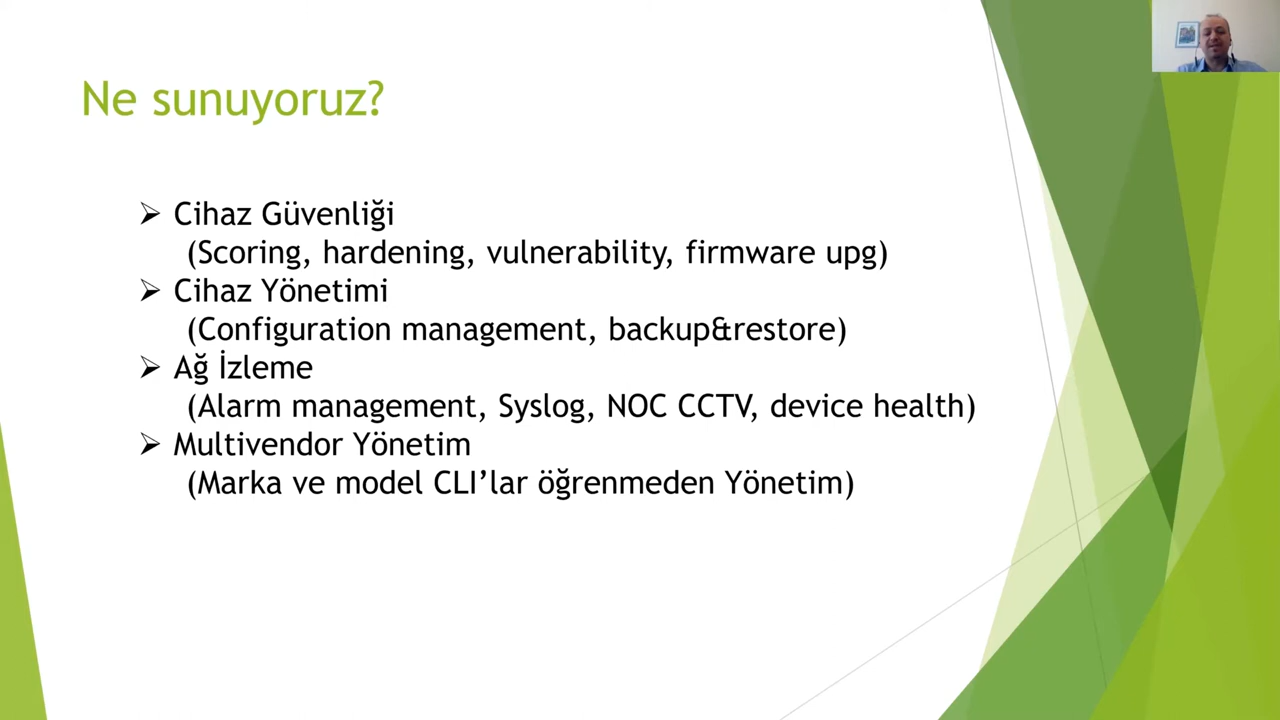 Ne sunuyoruz?
➢ Cihaz Güvenliği
(Scoring, hardening, vulnerability, firmware upg)
➢ Cihaz Yönetimi
(Configuration management, backup&restore)
➢ Ağ İzleme
(Alarm management, Syslog, NOC CCTV, device health)
➢ Multivendor Yönetim
(Marka ve model CLI’lar öğrenmeden Yönetim)